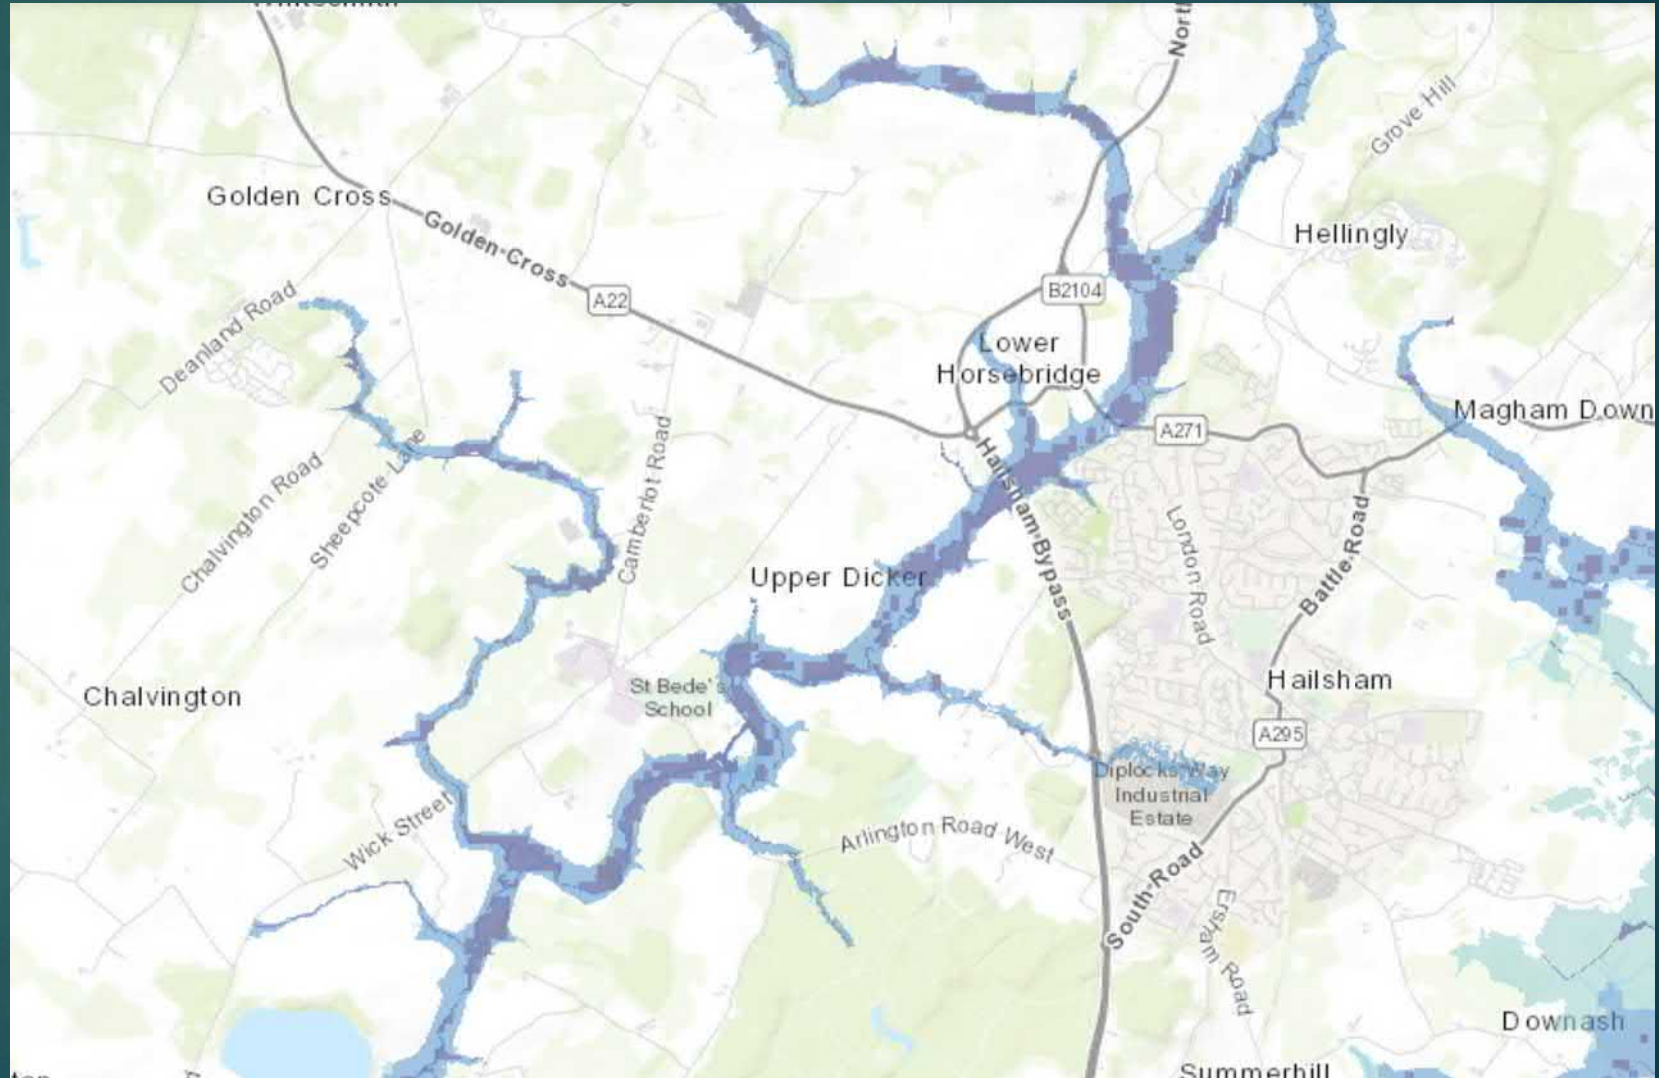 North
Grove Hill
Golden Cross
Golden-Cross
Hellingly
A22
B2104
Deanland Road
Lower
Horsebridge
Magham Down
A271
Camberlot Road
Chalvington Road
Sheepcote Lane
Hailsham-Bypass
London Road
Battle-Road
Upper Dicker
Hailsham
St Bede's
School
Chalvington
A295
Diplocks Way
Industrial
Estate
Wick Street
Arlington Road West
South-Road
Ersham Road
Downash
Summerhill